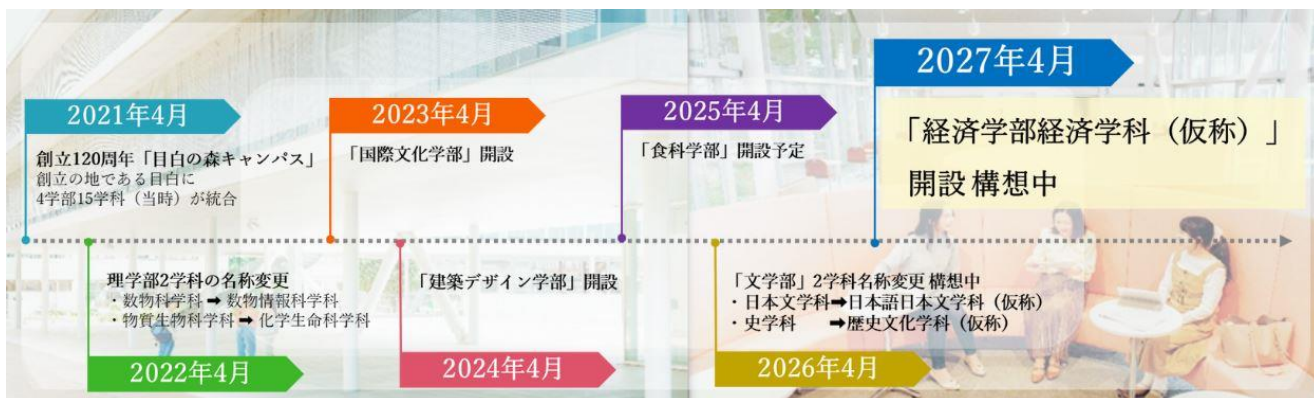 2021年4月
創立120周年「目白の森キャンパス」
創立の地である目白に
4学部15学科（当時）が統合
2022年4月
理学部2学科の名称変更
・数物科学科 ➡ 数物情報科学科
・物質生物科学科 ➡ 化学生命科学科
2023年4月
「国際文化学部」開設
2024年4月
「建築デザイン学部」開設
2025年4月
「食科学部」開設予定
2026年4月
「文学部」2学科名称変更 構想中
・日本文学科➡日本語日本文学科（仮称）
・史学科 ➡歴史文化学科（仮称）
2027年4月
「経済学部経済学科（仮称）」
開設 構想中